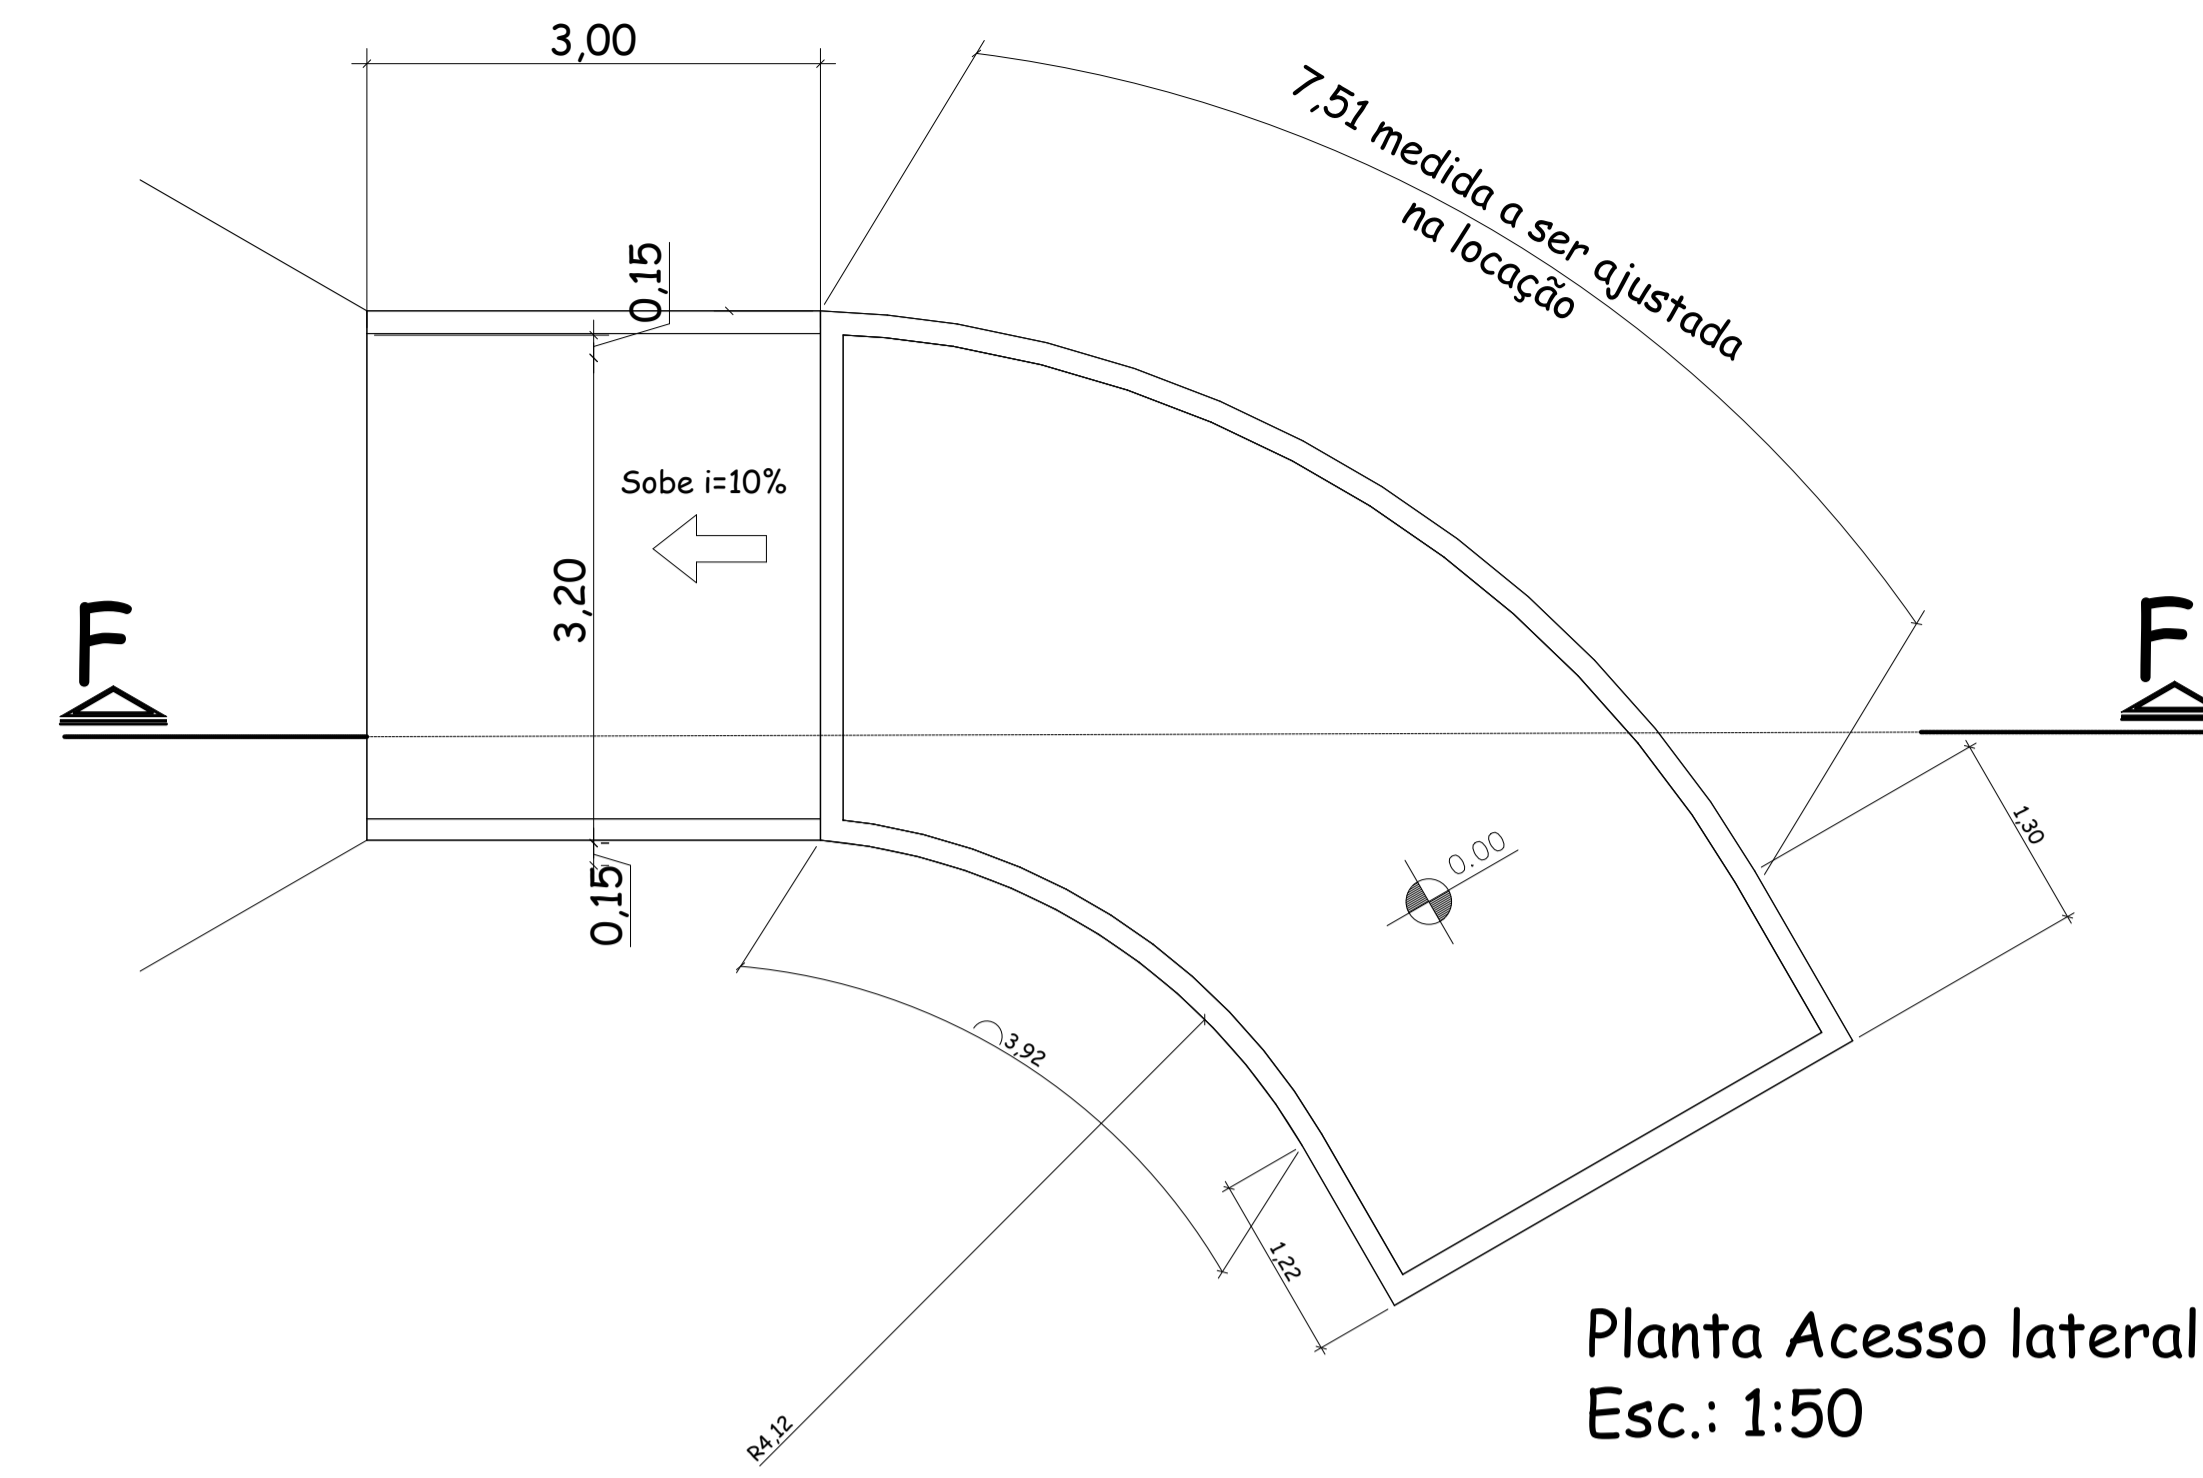 3,00
7,51 medida a ser ajustada
na locação
0,15
Sobe i=10%
3,20
F
F
1,30
0.00
0,15
3,92
1,22
R4,12
Planta Acesso lateral
Esc.: 1:50